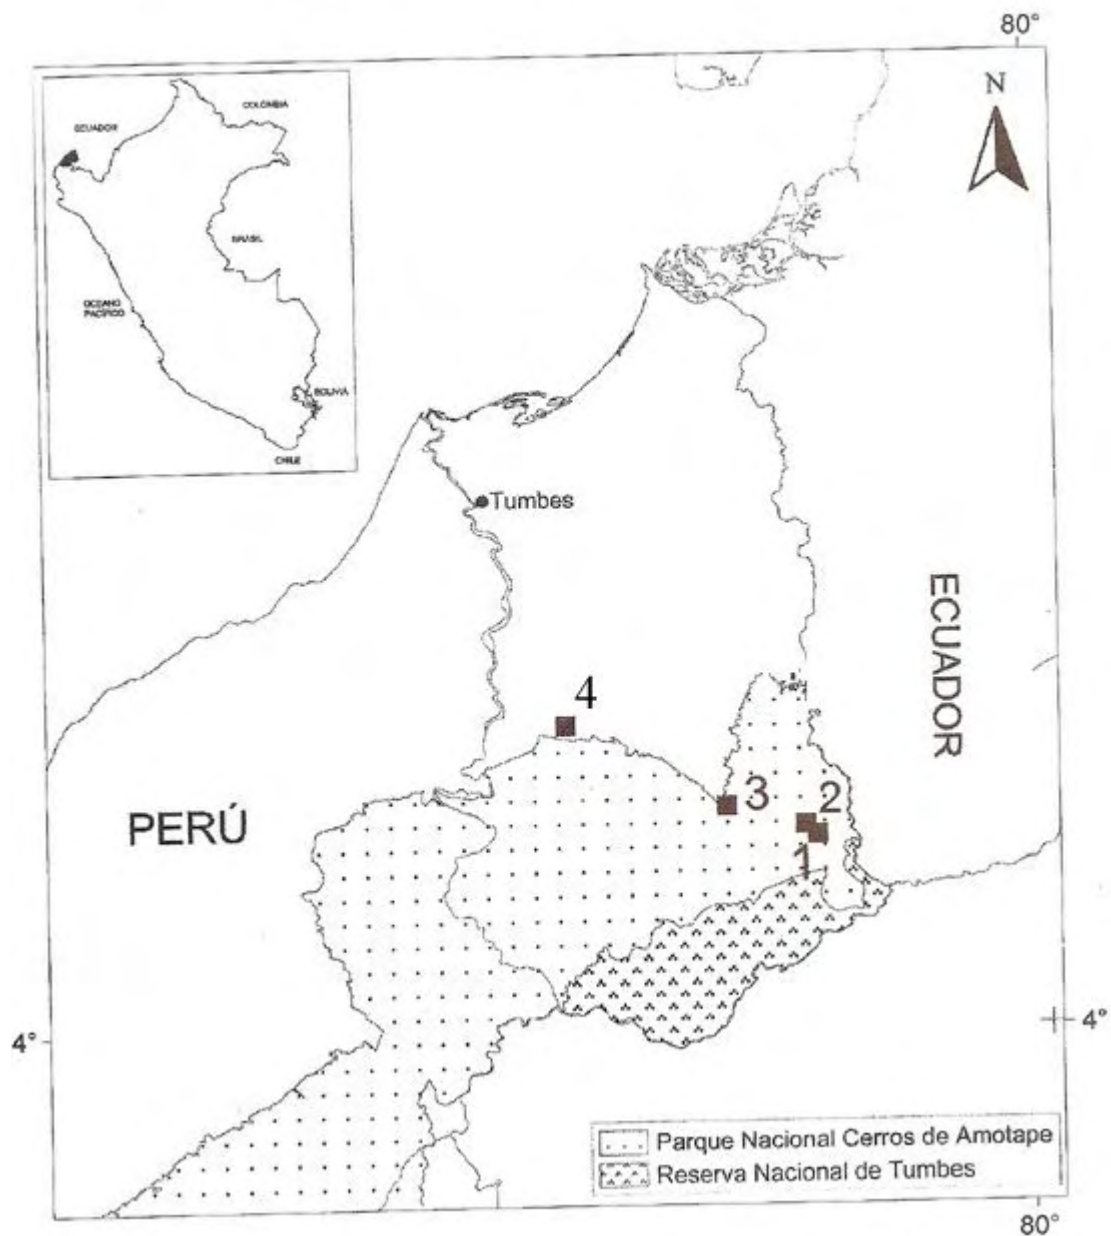 80°
N
COLOMBIA
ECUADOR
BRASIL
OCEANO
PACÍFICO
BOLIVIA
CHILE
Tumbes
ECUADOR
4
3
2
1
PERÚ
4°
4°
Parque Nacional Cerros de Amotape
Reserva Nacional de Tumbes
80°